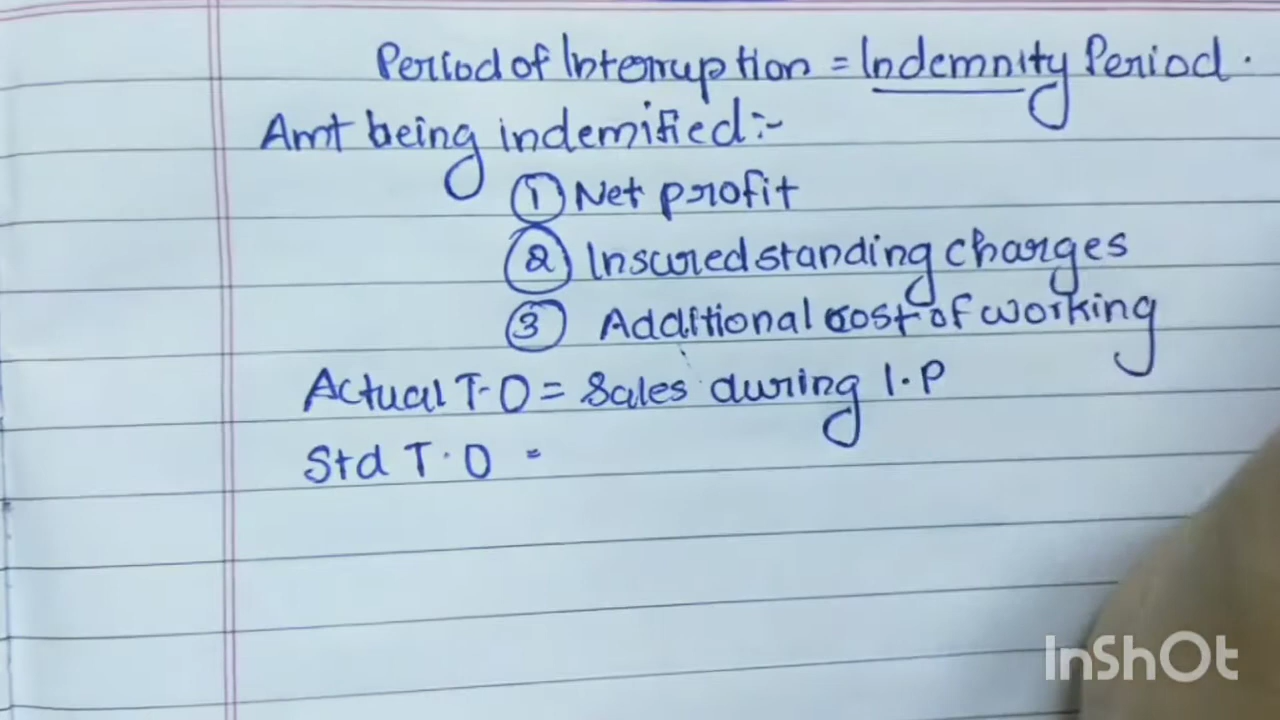 Period of Interruption = Indemnity Period.
Amt being indemified:-
① Net profit
② Insured standing charges
③ Additional cost of working
Actual T-O = Sales during I.P
Std T.O =
InShOt